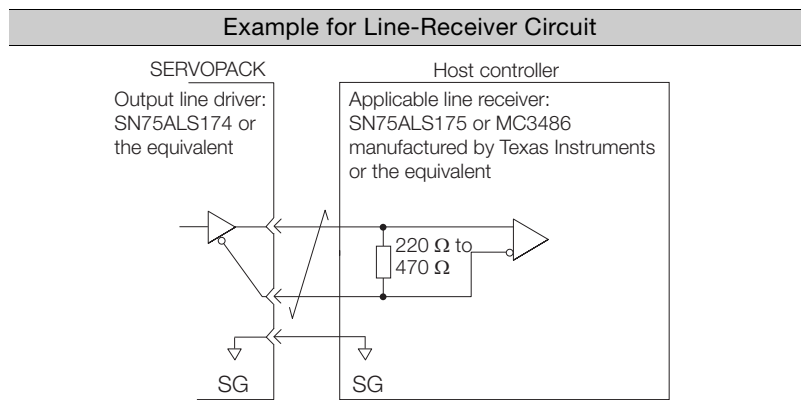 Example for Line-Receiver Circuit
SERVOPACK
Host controller
Output line driver:
SN75ALS174 or
the equivalent
Applicable line receiver:
SN75ALS175 or MC3486
manufactured by Texas Instruments
or the equivalent
220 Ω to
470 Ω
SG
SG